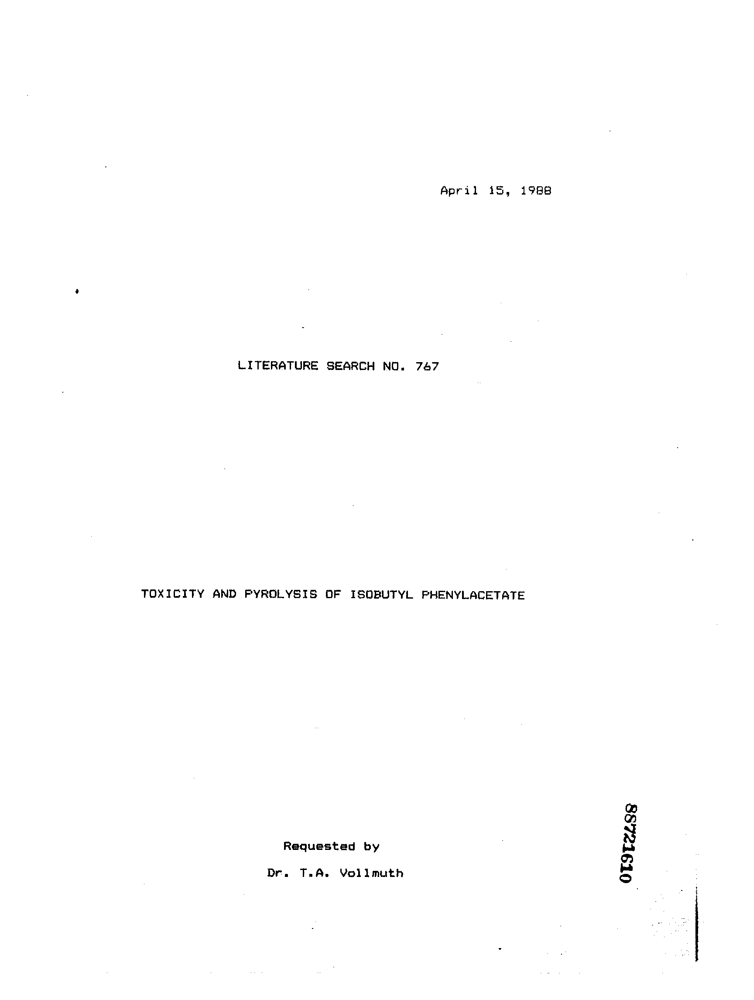 April 15, 1988
LITERATURE SEARCH NO. 767
TOXICITY AND PYROLYSIS OF ISOBUTYL PHENYLACETATE
Requested by
Dr. T.A. Vollmuth
88721610